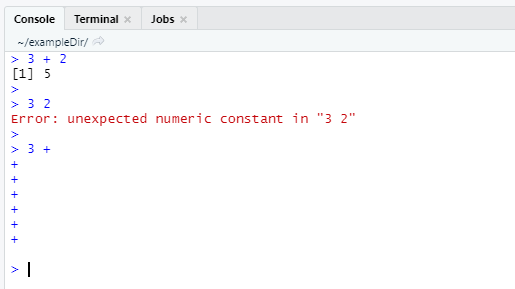 Console Terminal × Jobs ×
~/exampleDir/
> 3 + 2
[1] 5
>
> 3 2
Error: unexpected numeric constant in "3 2"
>
> 3 +
+
+
+
+
+
+
>